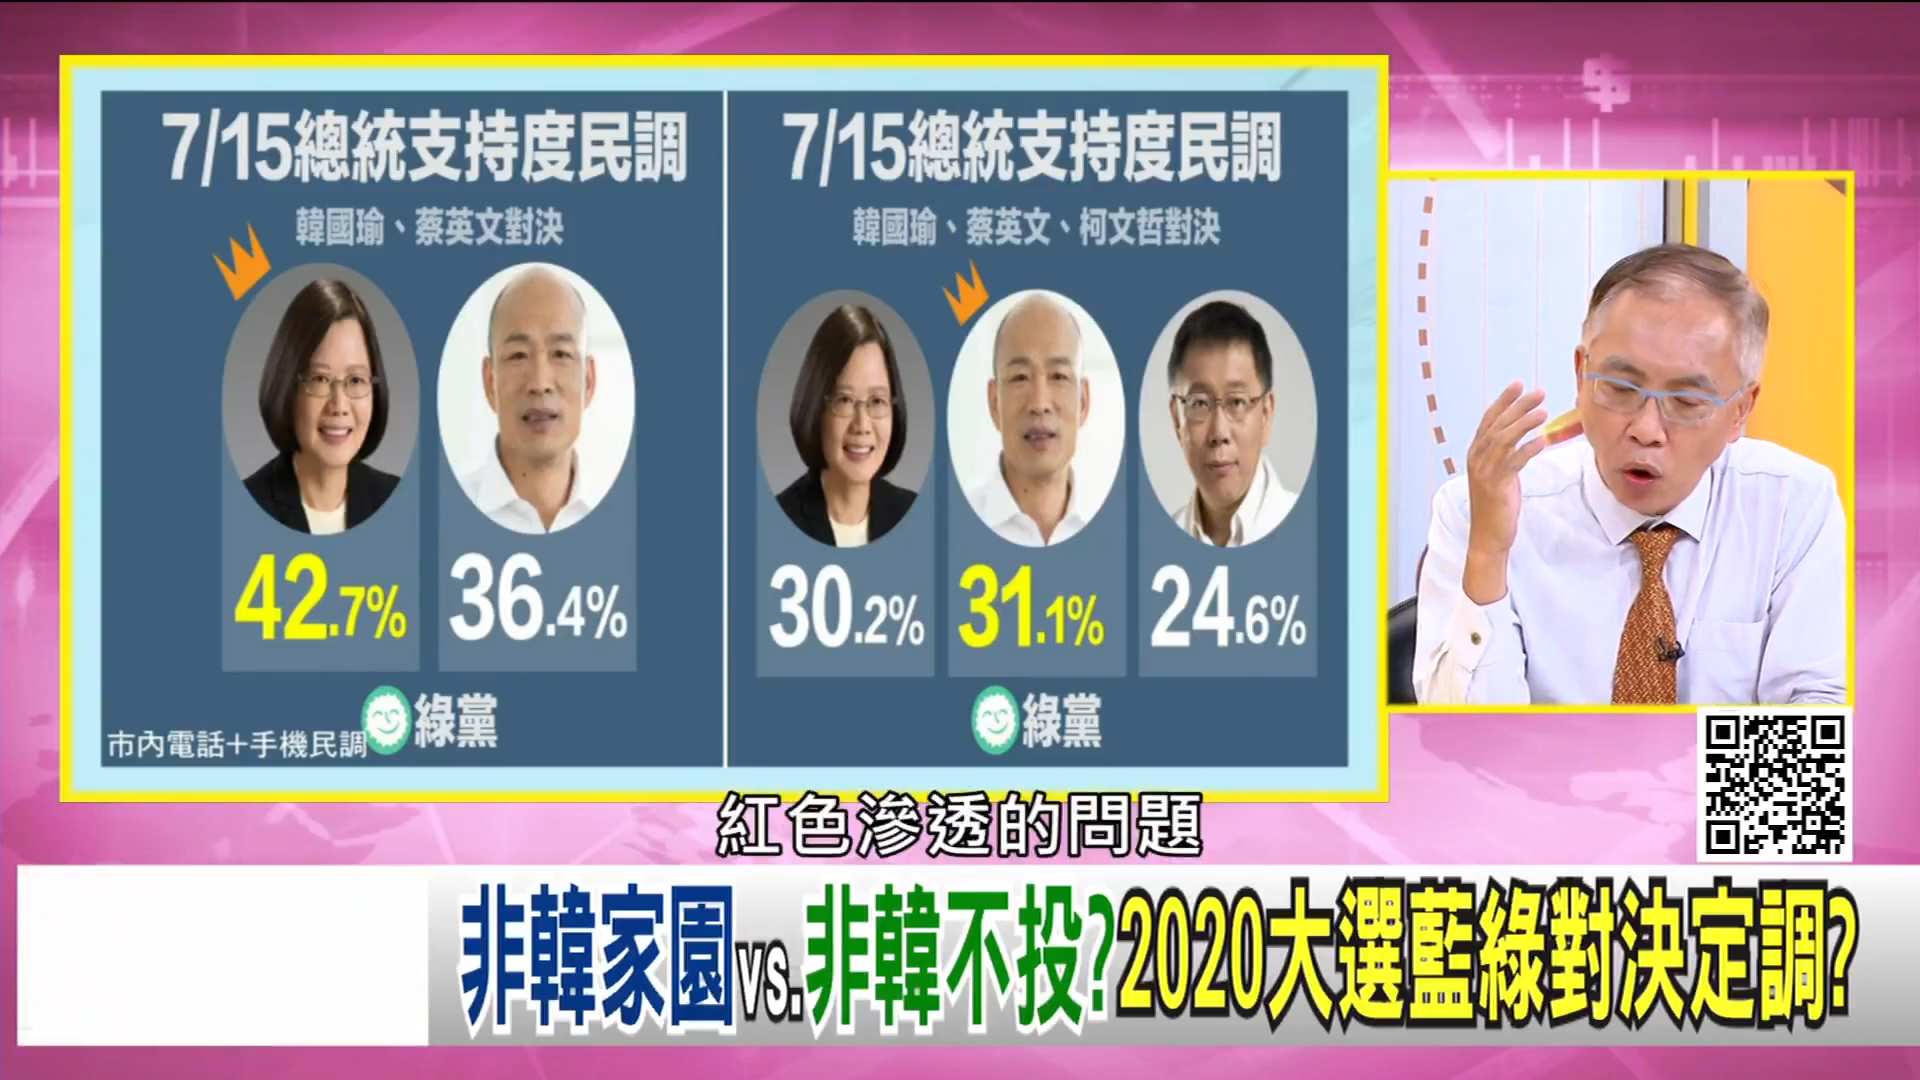 7/15總統支持度民調
韓國瑜、蔡英文對決
42.7%
36.4%
綠黨
市內電話+手機民調
7/15總統支持度民調
韓國瑜、蔡英文、柯文哲對決
30.2%
31.1%
24.6%
綠黨
紅色滲透的問題
非韓家園vs.非韓不投?2020大選藍綠對決定調?